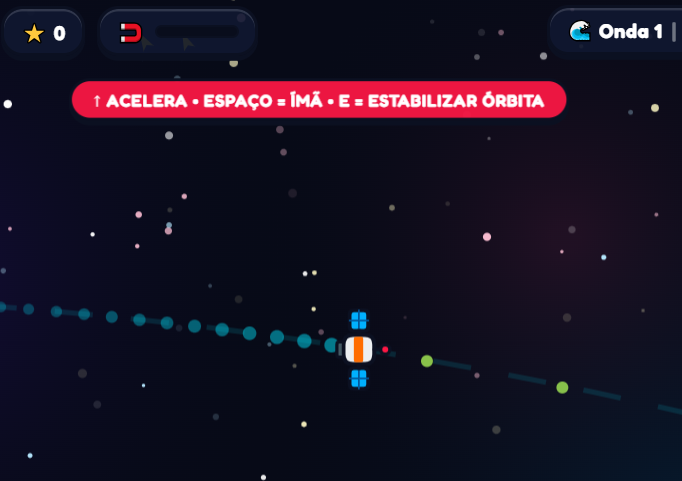 0
Onda 1 |
↑ ACELERA • ESPAÇO = ÍMÃ • E = ESTABILIZAR ÓRBITA